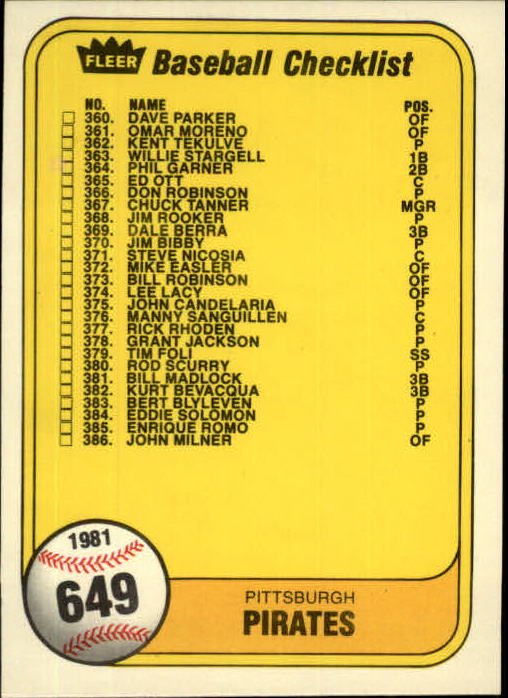 FLEER Baseball Checklist
NO. NAME POS.
360. DAVE PARKER OF
361. OMAR MORENO OF
362. KENT TEKULVE P
363. WILLIE STARGELL 1B
364. PHIL GARNER 2B
365. ED OTT C
366. DON ROBINSON P
367. CHUCK TANNER MGR
368. JIM ROOKER P
369. DALE BERRA 3B
370. JIM BIBBY P
371. STEVE NICOSIA C
372. MIKE EASLER OF
373. BILL ROBINSON OF
374. LEE LACY OF
375. JOHN CANDELARIA P
376. MANNY SANGUILLEN C
377. RICK RHODEN P
378. GRANT JACKSON P
379. TIM FOLI SS
380. ROD SCURRY P
381. BILL MADLOCK 3B
382. KURT BEVACQUA 3B
383. BERT BLYLEVEN P
384. EDDIE SOLOMON P
385. ENRIQUE ROMO P
386. JOHN MILNER OF
1981
649
PITTSBURGH
PIRATES